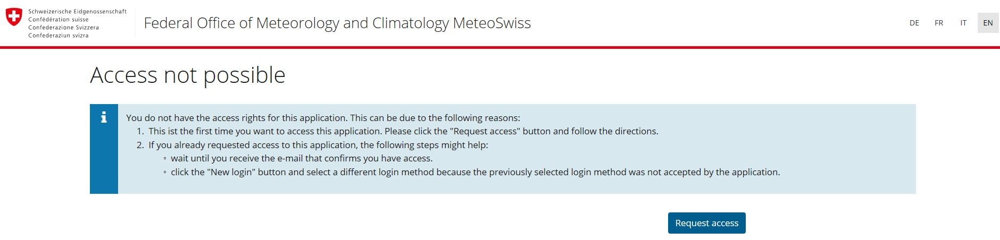 Schweizerische Eidgenossenschaft
Confédération suisse
Confederazione Svizzera
Confederaziun svizra
Federal Office of Meteorology and Climatology MeteoSwiss
DE FR IT EN
Access not possible
You do not have the access rights for this application. This can be due to the following reasons:
1. This ist the first time you want to access this application. Please click the "Request access" button and follow the directions.
2. If you already requested access to this application, the following steps might help:
◦ wait until you receive the e-mail that confirms you have access.
◦ click the "New login" button and select a different login method because the previously selected login method was not accepted by the application.
Request access